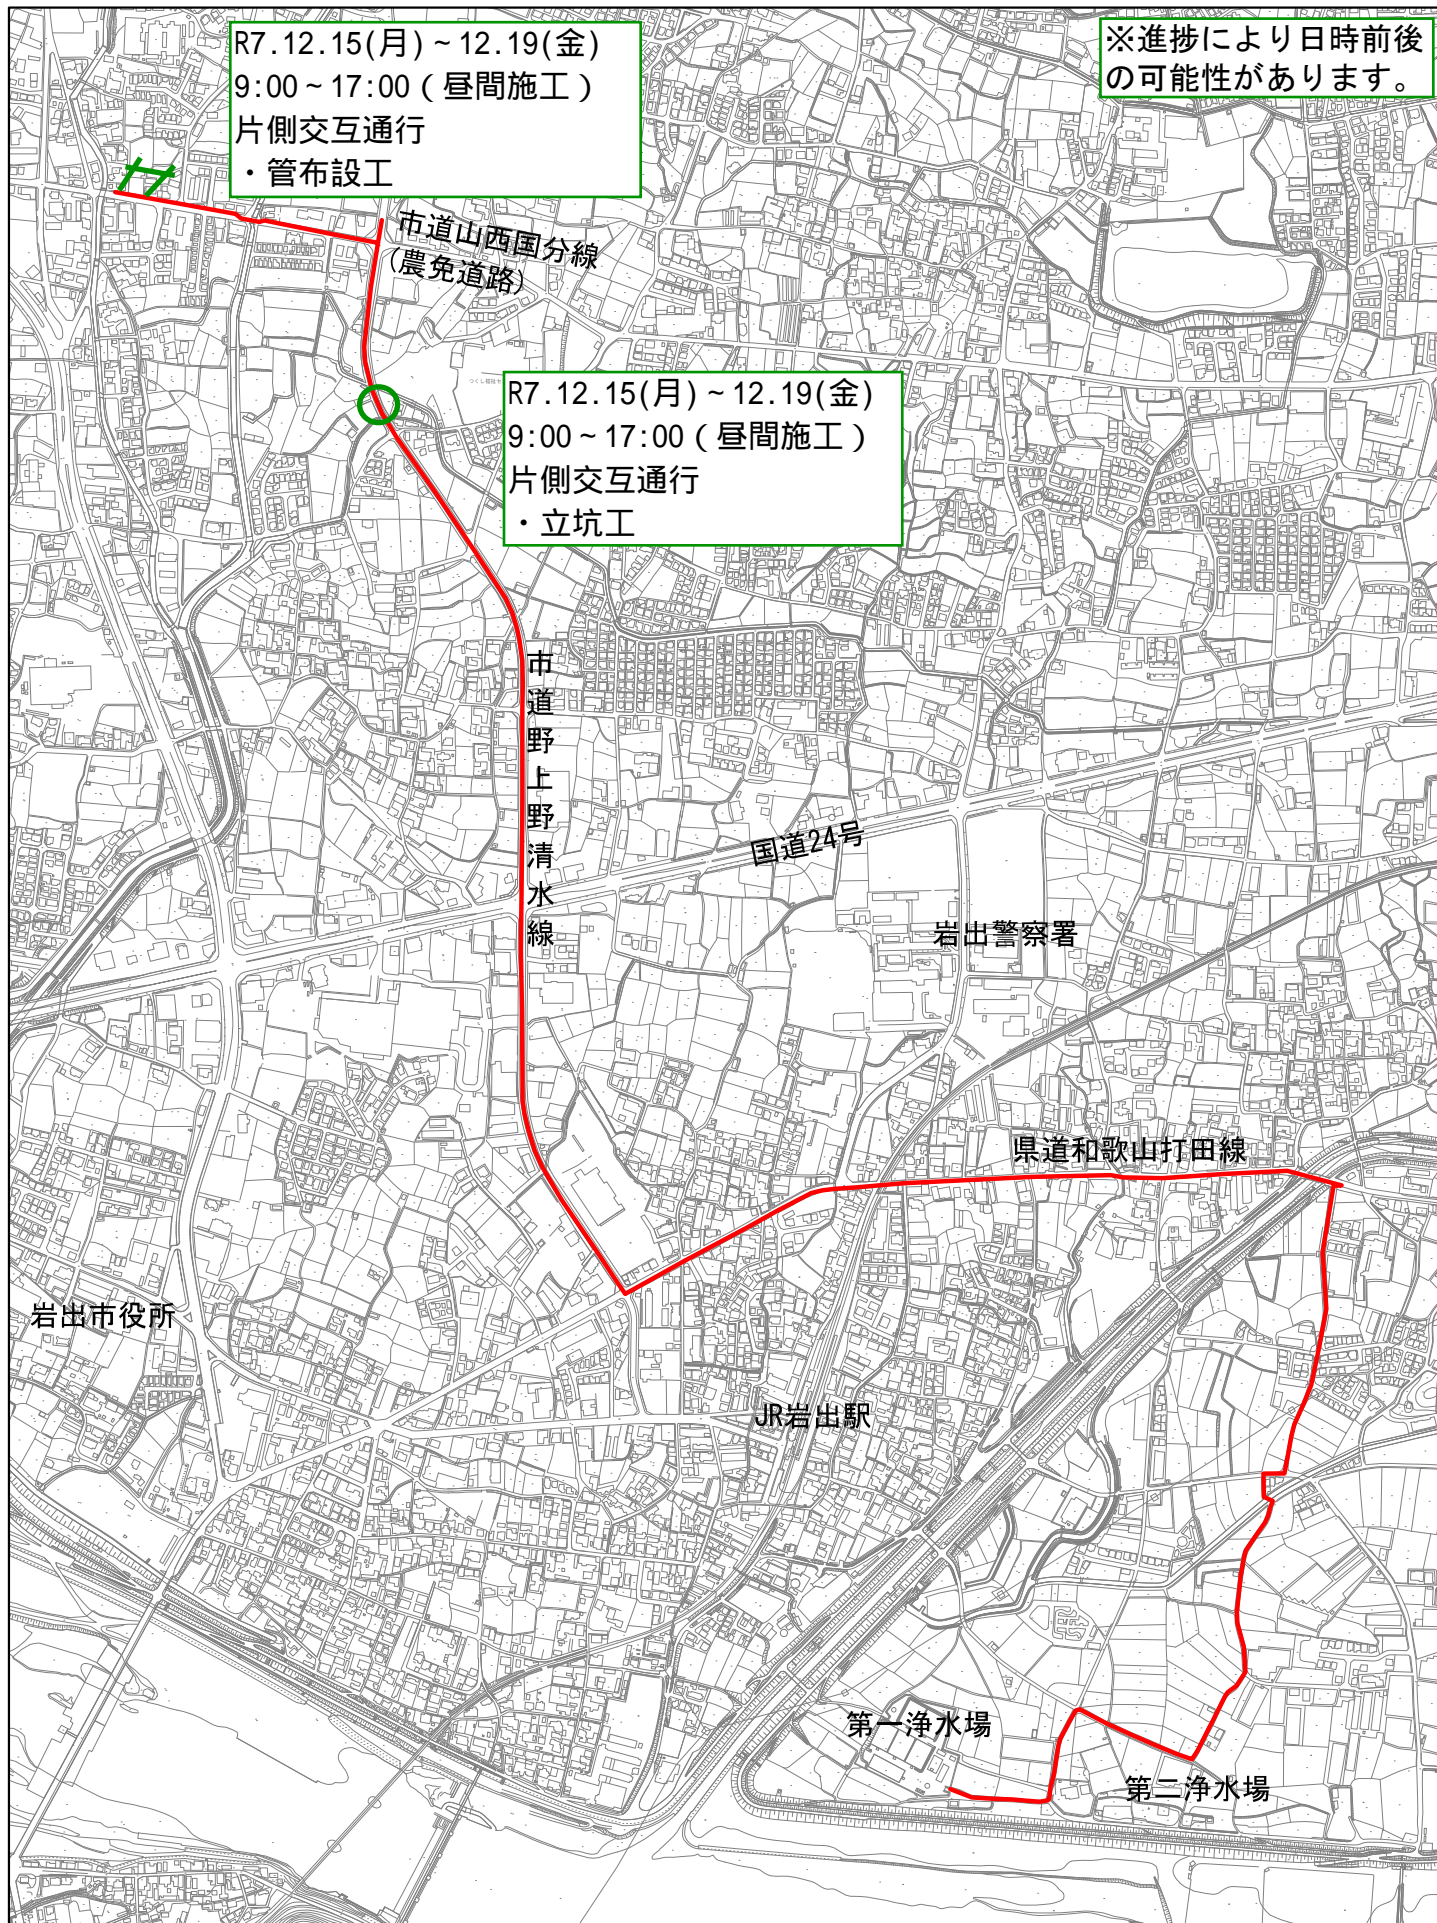 R7.12.15(月)~12.19(金)
9:00~17:00(昼間施工)
片側交互通行
・管布設工
※進捗により日時前後
の可能性があります。
市道山西国分線
(農免道路)
R7.12.15(月)~12.19(金)
9:00~17:00(昼間施工)
片側交互通行
・立坑工
市道野上野清水線
国道24号
岩出警察署
県道和歌山打田線
岩出市役所
JR岩出駅
第一浄水場
第二浄水場